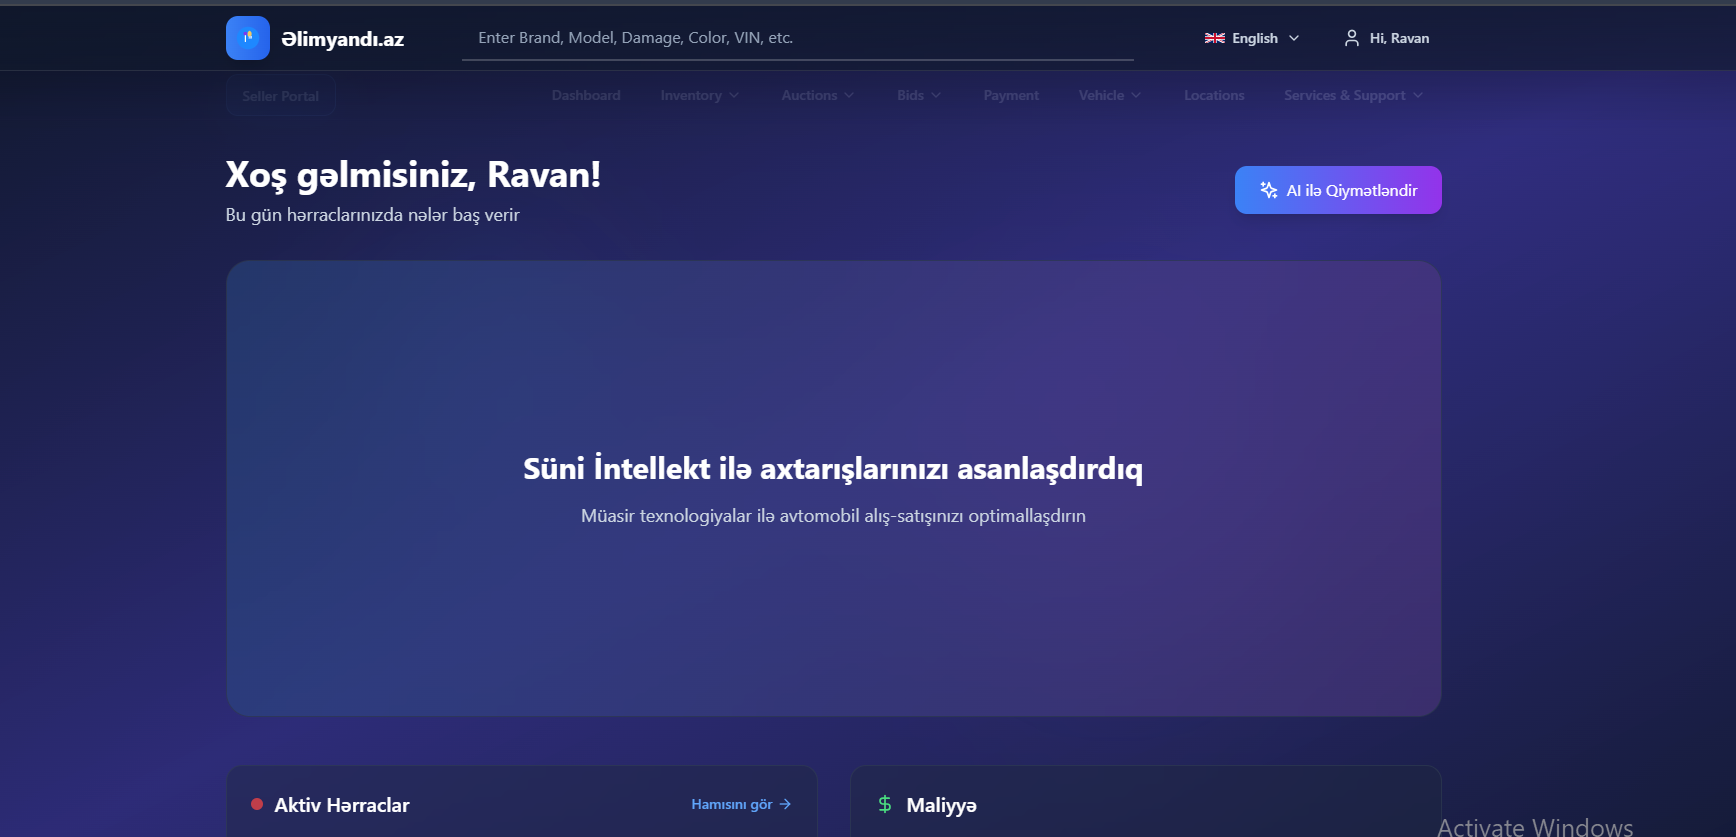 Əlimyandı.az
Enter Brand, Model, Damage, Color, VIN, etc.
English
Hi, Ravan
Seller Portal
Dashboard
Inventory
Auctions
Bids
Payment
Vehicle
Locations
Services & Support
Xoş gəlmisiniz, Ravan!
Bu gün hərraclarınızda nələr baş verir
AI ilə Qiymətləndir
Süni İntellekt ilə axtarışlarınızı asanlaşdırdıq
Müasir texnologiyalar ilə avtomobil alış-satışınızı optimallaşdırın
Aktiv Hərraclar
Hamısını gör →
$ Maliyyə
Activate Windows